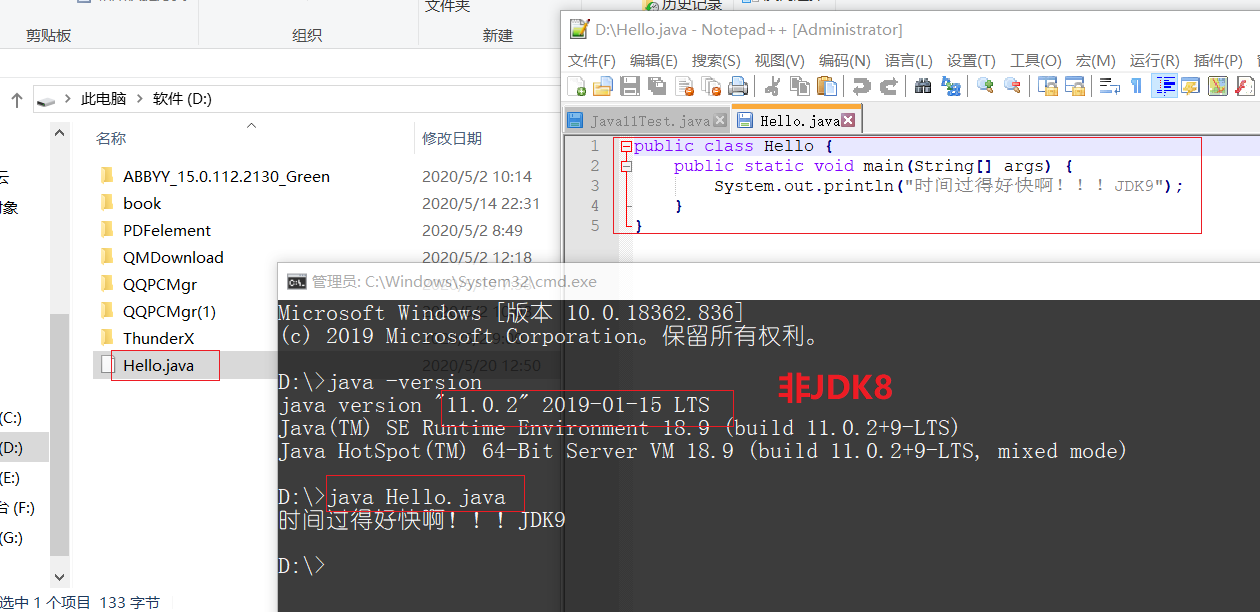 文件夹
历史记录
剪贴板
组织
新建
此电脑
软件 (D:)
名称
修改日期
ABBYY_15.0.112.2130_Green
2020/5/2 10:14
book
2020/5/14 22:31
PDFelement
2020/5/2 8:49
QMDownload
2020/5/2 12:18
QQPCMgr
QQPCMgr(1)
ThunderX
Hello.java
2020/5/20 12:50
云
对象
(C:)
(D:)
(E:)
台 (F:)
(G:)
选中 1 个项目 133 字节
D:\Hello.java - Notepad++ [Administrator]
文件(F) 编辑(E) 搜索(S) 视图(V) 编码(N) 语言(L) 设置(T) 工具(O) 宏(M) 运行(R) 插件(P)
Java11Test.java
Hello.java
1 public class Hello {
2 public static void main(String[] args) {
3 System.out.println("时间过得好快啊！！！JDK9");
4 }
5 }
管理员: C:\Windows\System32\cmd.exe
Microsoft Windows [版本 10.0.18362.836]
(c) 2019 Microsoft Corporation。保留所有权利。
D:\>java -version
java version "11.0.2" 2019-01-15 LTS
Java(TM) SE Runtime Environment 18.9 (build 11.0.2+9-LTS)
Java HotSpot(TM) 64-Bit Server VM 18.9 (build 11.0.2+9-LTS, mixed mode)
非JDK8
D:\>java Hello.java
时间过得好快啊！！！JDK9
D:\>